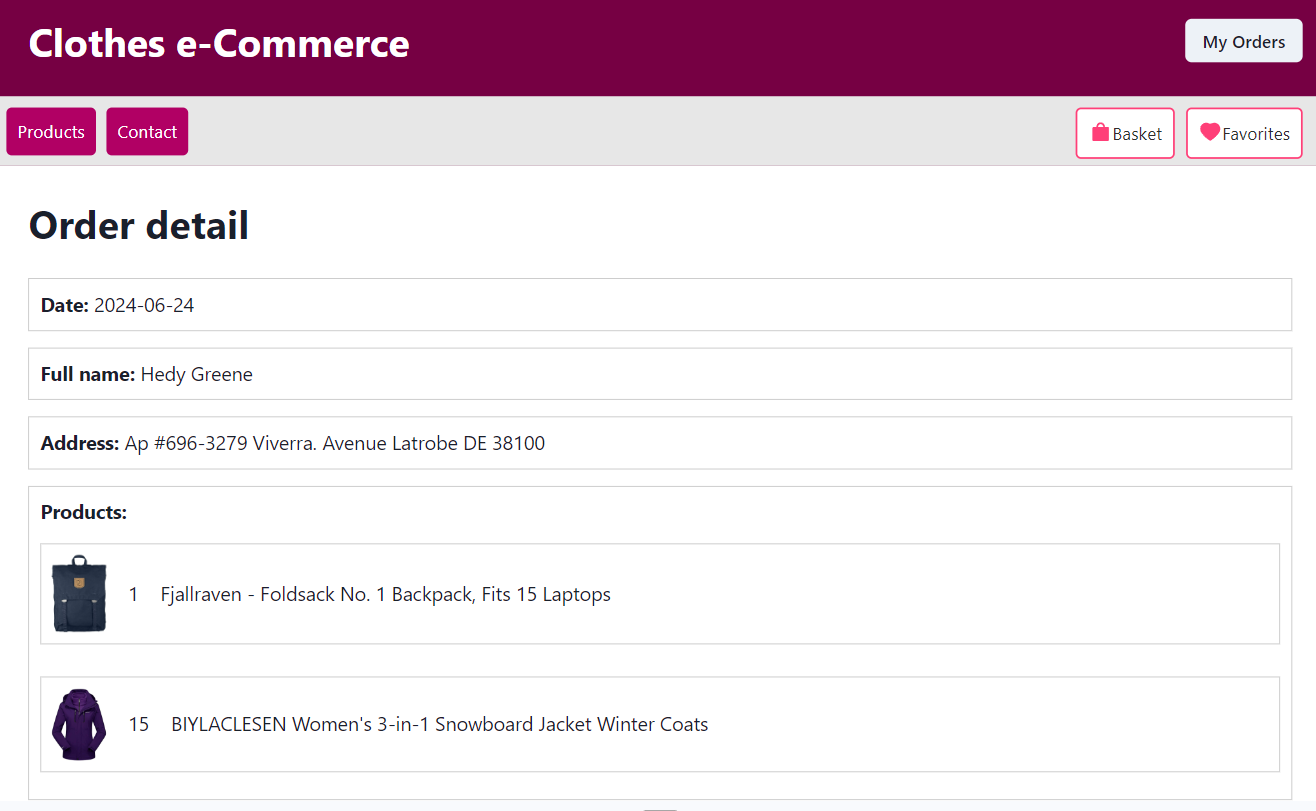 Clothes e-Commerce
My Orders
Products
Contact
Basket
Favorites
Order detail
Date: 2024-06-24
Full name: Hedy Greene
Address: Ap #696-3279 Viverra. Avenue Latrobe DE 38100
Products:
1 Fjallraven - Foldsack No. 1 Backpack, Fits 15 Laptops
15 BIYLACLESEN Women's 3-in-1 Snowboard Jacket Winter Coats